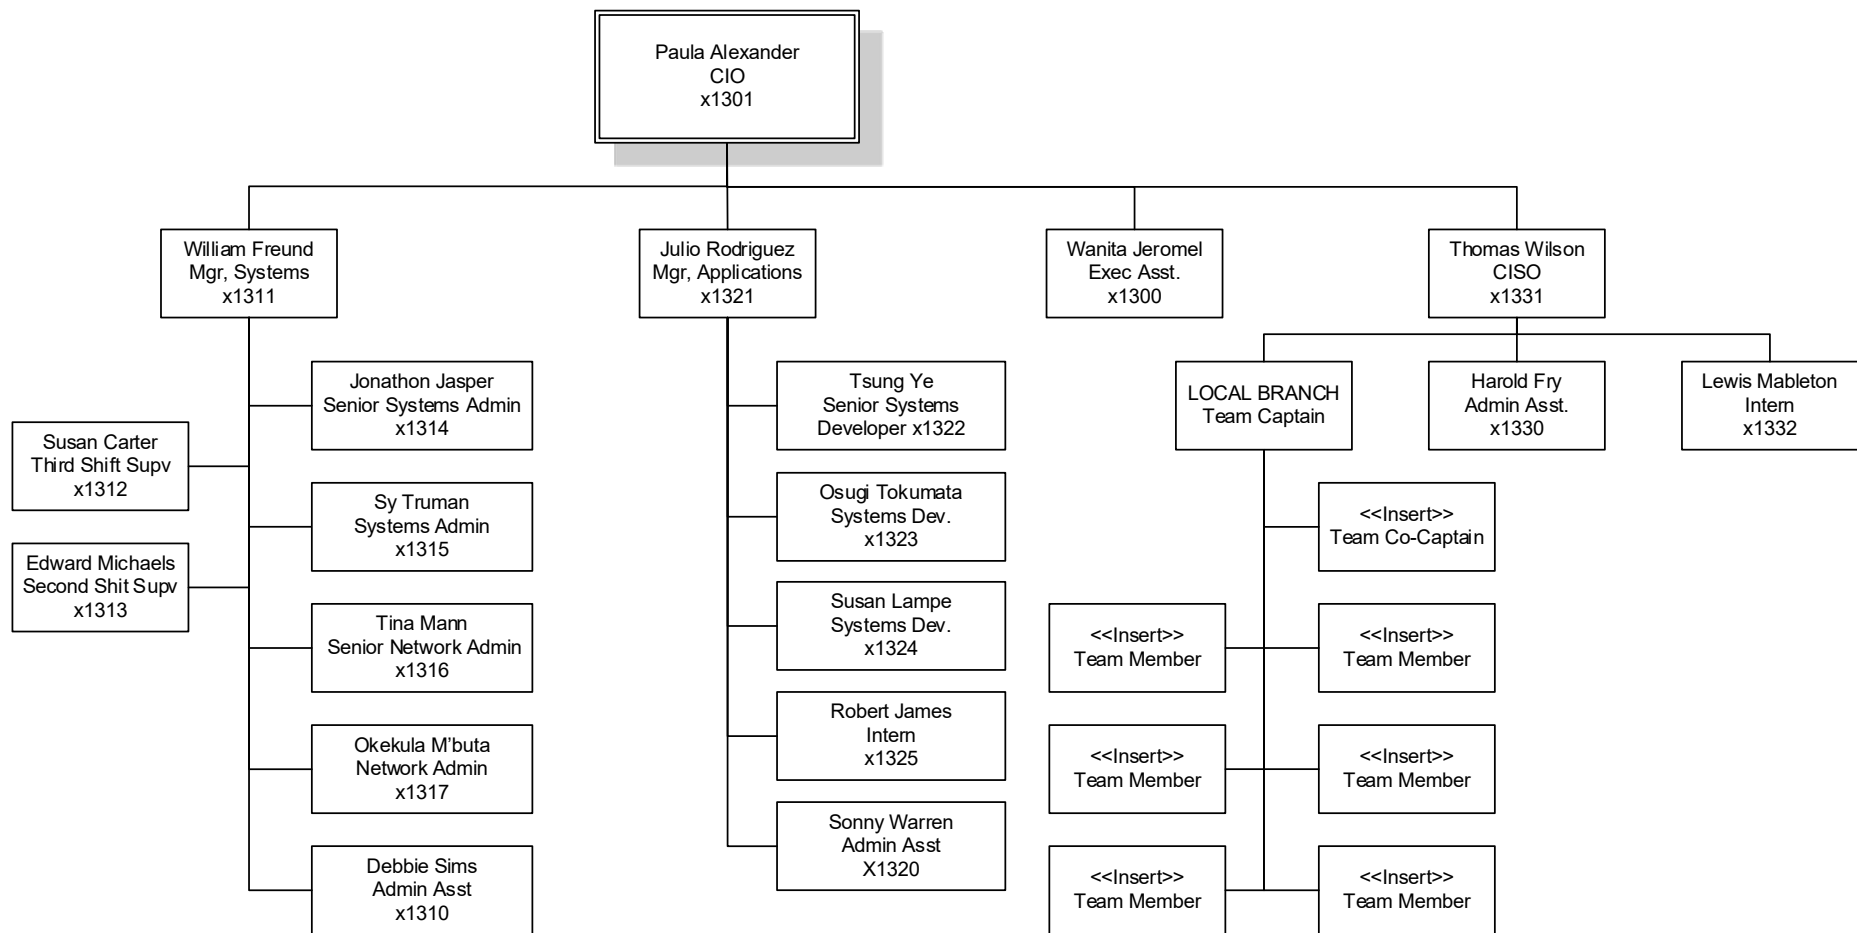 Paula Alexander
CIO
x1301
William Freund
Mgr, Systems
x1311
Julio Rodriguez
Mgr, Applications
x1321
Wanita Jeromel
Exec Asst.
x1300
Thomas Wilson
CISO
x1331
Jonathon Jasper
Senior Systems Admin
x1314
Susan Carter
Third Shift Supv
x1312
Sy Truman
Systems Admin
x1315
Edward Michaels
Second Shit Supv
x1313
Tina Mann
Senior Network Admin
x1316
Okekula M'buta
Network Admin
x1317
Debbie Sims
Admin Asst
x1310
Tsung Ye
Senior Systems
Developer x1322
Osugi Tokumata
Systems Dev.
x1323
Susan Lampe
Systems Dev.
x1324
Robert James
Intern
x1325
Sonny Warren
Admin Asst
X1320
LOCAL BRANCH
Team Captain
Harold Fry
Admin Asst.
x1330
Lewis Mableton
Intern
x1332
<<Insert>>
Team Co-Captain
<<Insert>>
Team Member
<<Insert>>
Team Member
<<Insert>>
Team Member
<<Insert>>
Team Member
<<Insert>>
Team Member
<<Insert>>
Team Member